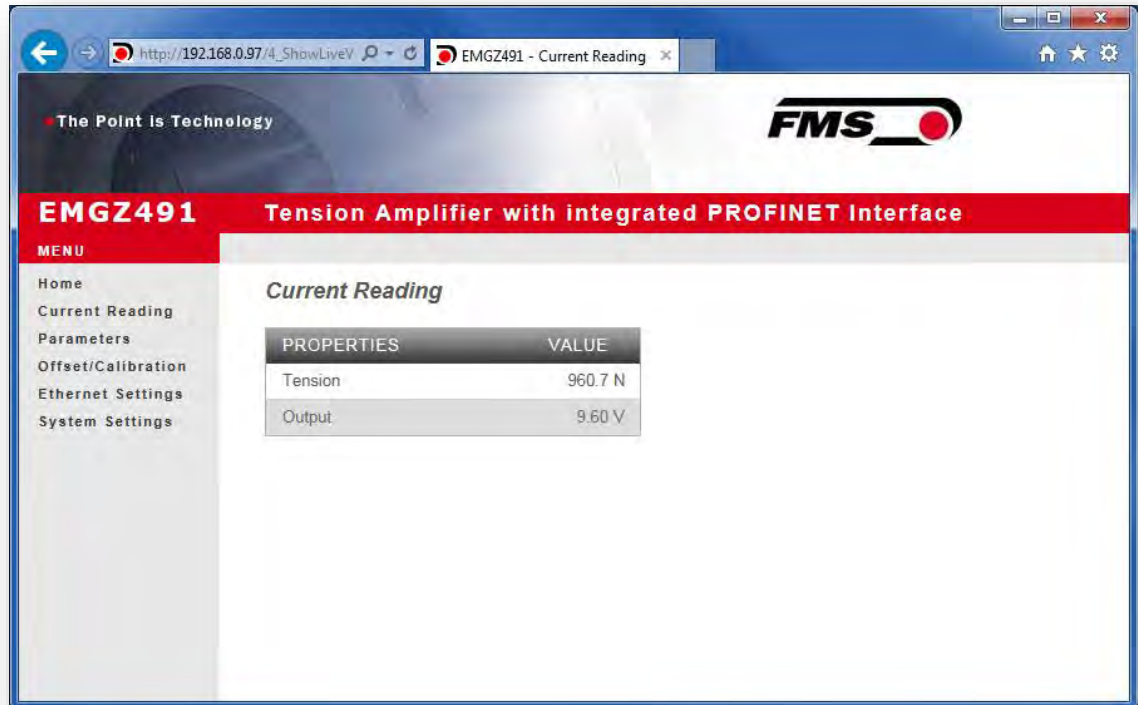 http://192.168.0.97/4_ShowLiveV
EMGZ491 - Current Reading
The Point is Technology
FMS
EMGZ491
Tension Amplifier with integrated PROFINET Interface
MENU
Home
Current Reading
Parameters
Offset/Calibration
Ethernet Settings
System Settings
Current Reading
PROPERTIES VALUE
Tension 960.7 N
Output 9.60 V